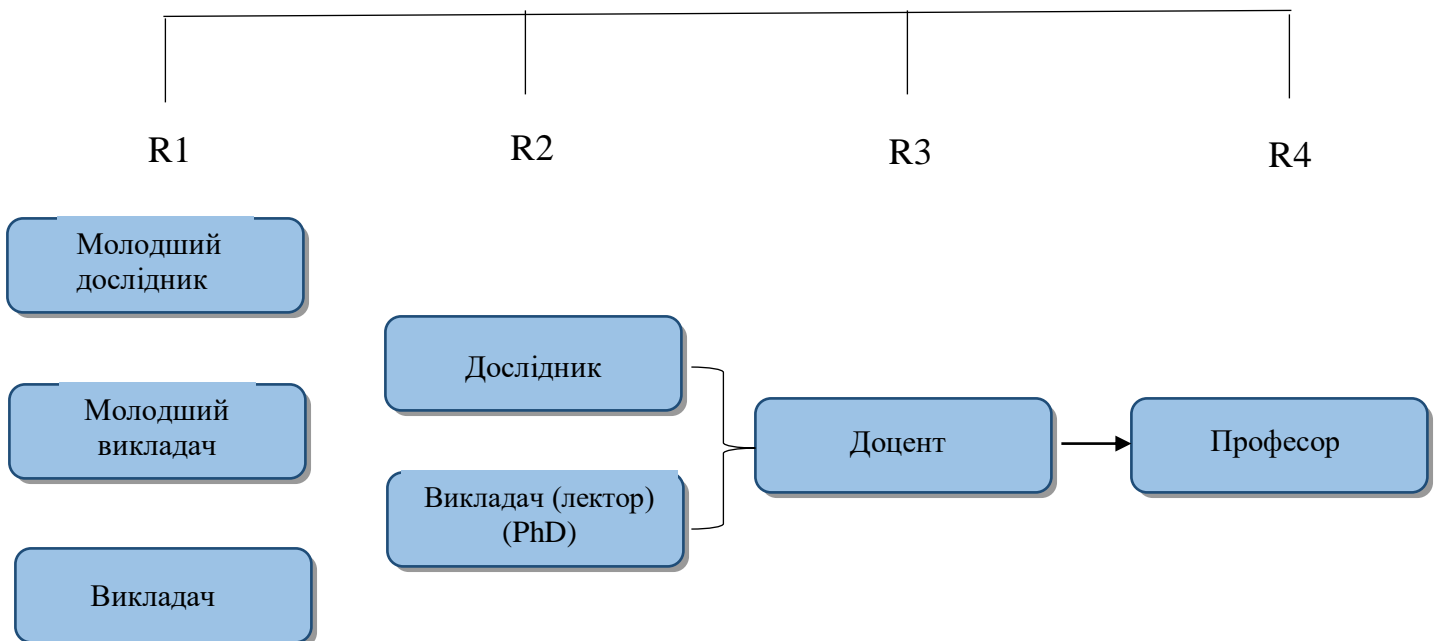 R1
R2
R3
R4
Молодший
дослідник
Молодший
викладач
Викладач
Дослідник
Викладач (лектор)
(PhD)
Доцент
Професор